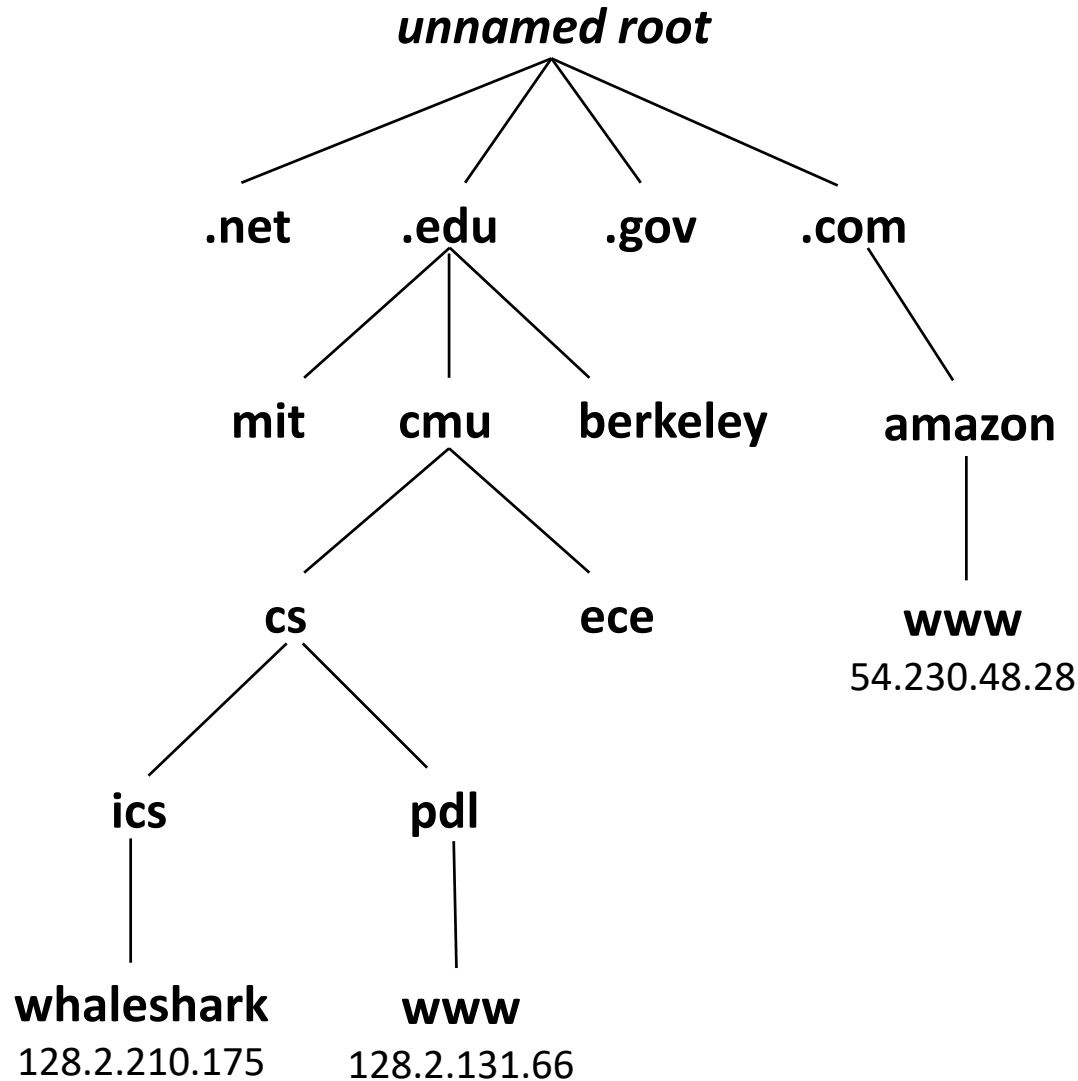 unnamed root
.net .edu .gov .com
mit cmu berkeley amazon
cs ece www
54.230.48.28
ics pdl
whaleshark www
128.2.210.175 128.2.131.66